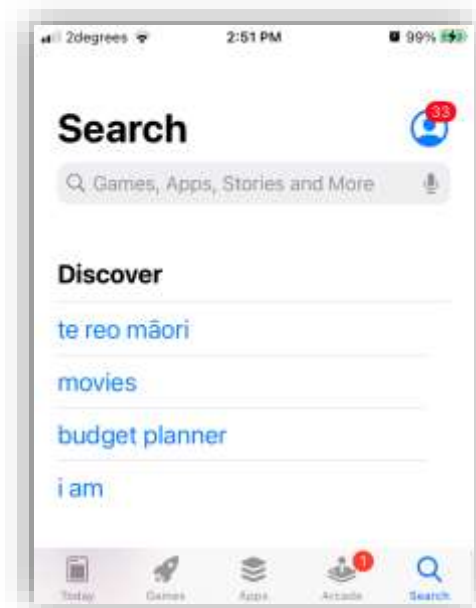 2degrees 2:51 PM 99%
33
Search
Games, Apps, Stories and More
Discover
te reo māori
movies
budget planner
i am
1
Today Games Apps Arcade Search